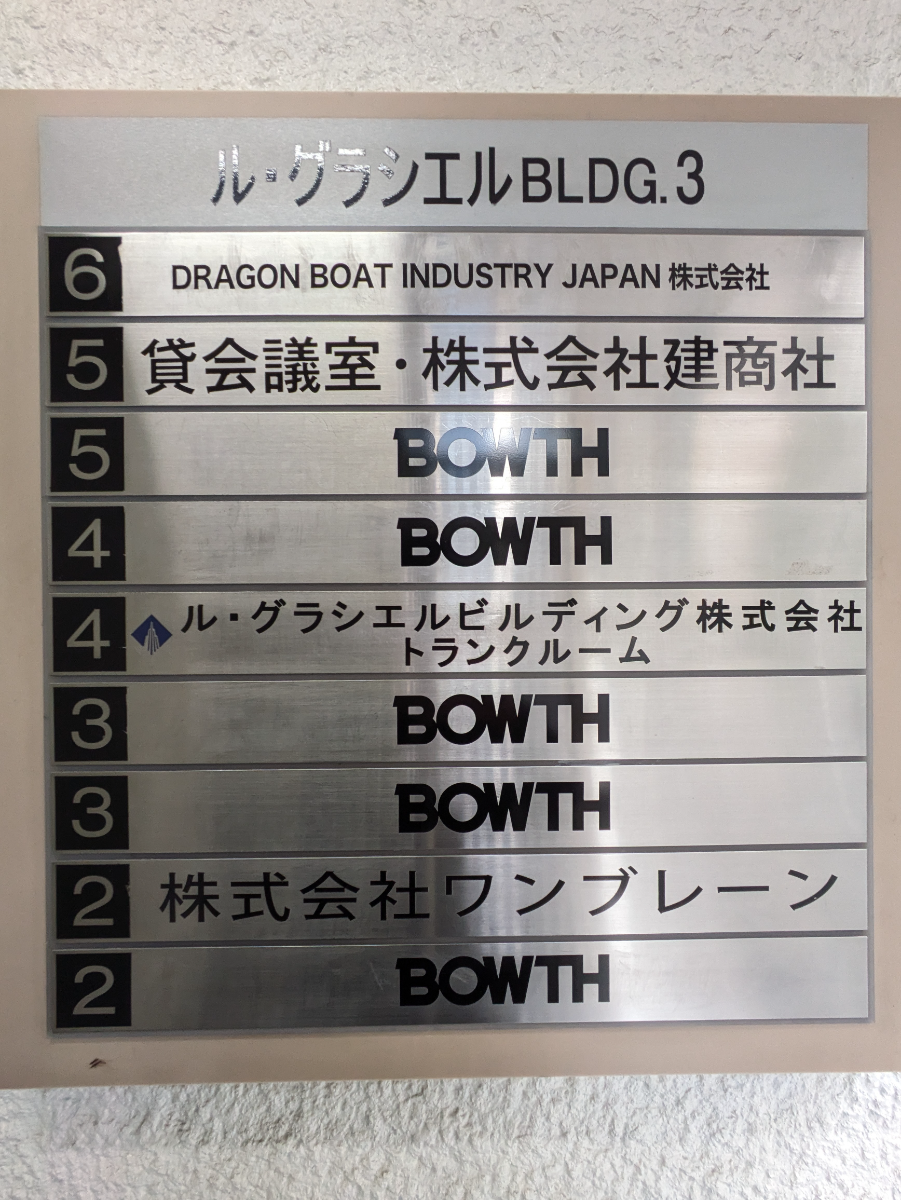 ル・グラシエルBLDG.3
6 DRAGON BOAT INDUSTRY JAPAN 株式会社
5 貸会議室・株式会社建商社
5 BOWTH
4 BOWTH
4 ル・グラシエルビルディング株式会社
トランクルーム
3 BOWTH
3 BOWTH
2 株式会社ワンブレーン
2 BOWTH